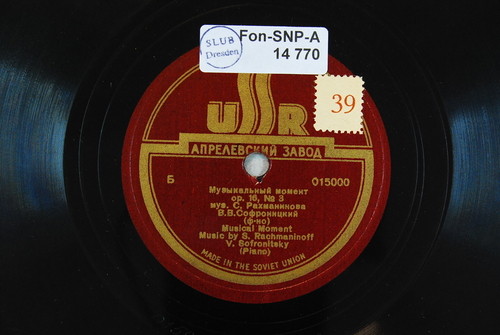 SLUB
Dresden
Fon-SNP-A
14 770
39
USSR
АПРЕЛЕВСКИЙ ЗАВОД
Б 015000
Музыкальный момент
ор. 16, № 3
муз. С. Рахманинова
В.В.Софроницкий
(ф-но)
Musical Moment
Music by S. Rachmaninoff
V. Sofronitsky
(Piano)
MADE IN THE SOVIET UNION